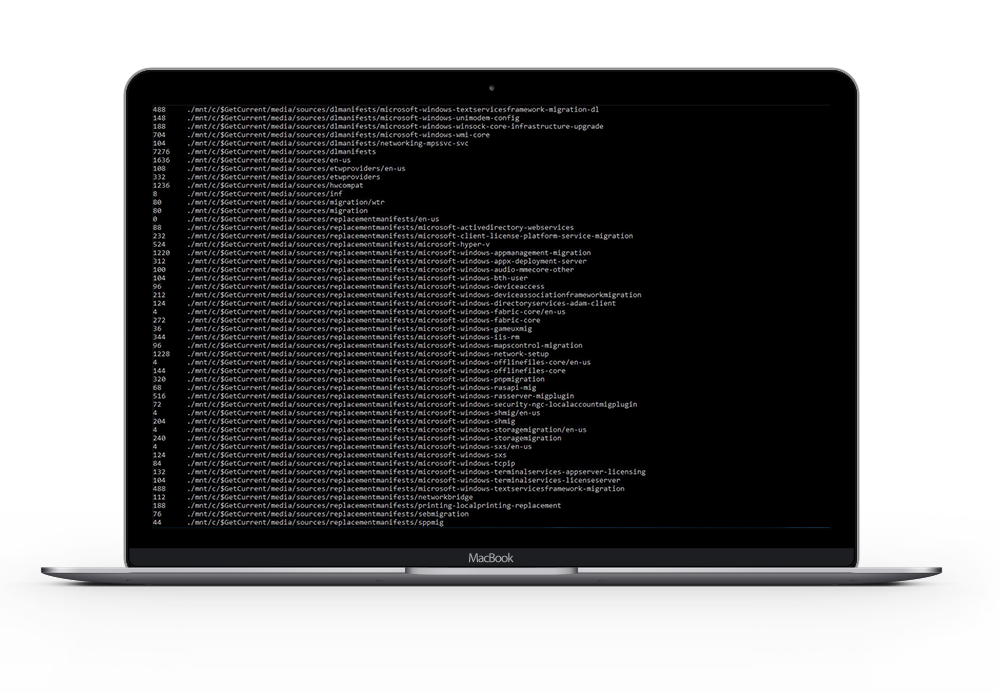 488 ./mnt/c/$GetCurrent/media/sources/dlmanifests/microsoft-windows-textservicesframework-migration-dl
148 ./mnt/c/$GetCurrent/media/sources/dlmanifests/microsoft-windows-unimodem-config
188 ./mnt/c/$GetCurrent/media/sources/dlmanifests/microsoft-windows-winsock-core-infrastructure-upgrade
704 ./mnt/c/$GetCurrent/media/sources/dlmanifests/microsoft-windows-wmi-core
104 ./mnt/c/$GetCurrent/media/sources/dlmanifests/networking-mpssvc-svc
7276 ./mnt/c/$GetCurrent/media/sources/dlmanifests
1636 ./mnt/c/$GetCurrent/media/sources/en-us
108 ./mnt/c/$GetCurrent/media/sources/etwproviders/en-us
332 ./mnt/c/$GetCurrent/media/sources/etwproviders
1236 ./mnt/c/$GetCurrent/media/sources/hwcompat
8 ./mnt/c/$GetCurrent/media/sources/inf
80 ./mnt/c/$GetCurrent/media/sources/migration/wtr
80 ./mnt/c/$GetCurrent/media/sources/migration
0 ./mnt/c/$GetCurrent/media/sources/replacementmanifests/en-us
88 ./mnt/c/$GetCurrent/media/sources/replacementmanifests/microsoft-activedirectory-webservices
232 ./mnt/c/$GetCurrent/media/sources/replacementmanifests/microsoft-client-license-platform-service-migration
524 ./mnt/c/$GetCurrent/media/sources/replacementmanifests/microsoft-hyper-v
1220 ./mnt/c/$GetCurrent/media/sources/replacementmanifests/microsoft-windows-appmanagement-migration
312 ./mnt/c/$GetCurrent/media/sources/replacementmanifests/microsoft-windows-appx-deployment-server
100 ./mnt/c/$GetCurrent/media/sources/replacementmanifests/microsoft-windows-audio-mmecore-other
104 ./mnt/c/$GetCurrent/media/sources/replacementmanifests/microsoft-windows-bth-user
96 ./mnt/c/$GetCurrent/media/sources/replacementmanifests/microsoft-windows-deviceaccess
212 ./mnt/c/$GetCurrent/media/sources/replacementmanifests/microsoft-windows-deviceassociationframeworkmigration
124 ./mnt/c/$GetCurrent/media/sources/replacementmanifests/microsoft-windows-directoryservices-adam-client
4 ./mnt/c/$GetCurrent/media/sources/replacementmanifests/microsoft-windows-fabric-core/en-us
272 ./mnt/c/$GetCurrent/media/sources/replacementmanifests/microsoft-windows-fabric-core
36 ./mnt/c/$GetCurrent/media/sources/replacementmanifests/microsoft-windows-gameuxmig
344 ./mnt/c/$GetCurrent/media/sources/replacementmanifests/microsoft-windows-iis-rm
96 ./mnt/c/$GetCurrent/media/sources/replacementmanifests/microsoft-windows-mapscontrol-migration
1228 ./mnt/c/$GetCurrent/media/sources/replacementmanifests/microsoft-windows-network-setup
4 ./mnt/c/$GetCurrent/media/sources/replacementmanifests/microsoft-windows-offlinefiles-core/en-us
144 ./mnt/c/$GetCurrent/media/sources/replacementmanifests/microsoft-windows-offlinefiles-core
320 ./mnt/c/$GetCurrent/media/sources/replacementmanifests/microsoft-windows-pnpmigration
68 ./mnt/c/$GetCurrent/media/sources/replacementmanifests/microsoft-windows-rasapi-mig
516 ./mnt/c/$GetCurrent/media/sources/replacementmanifests/microsoft-windows-rasserver-migplugin
72 ./mnt/c/$GetCurrent/media/sources/replacementmanifests/microsoft-windows-security-ngc-localaccountmigplugin
4 ./mnt/c/$GetCurrent/media/sources/replacementmanifests/microsoft-windows-shmig/en-us
204 ./mnt/c/$GetCurrent/media/sources/replacementmanifests/microsoft-windows-shmig
4 ./mnt/c/$GetCurrent/media/sources/replacementmanifests/microsoft-windows-storagemigration/en-us
240 ./mnt/c/$GetCurrent/media/sources/replacementmanifests/microsoft-windows-storagemigration
4 ./mnt/c/$GetCurrent/media/sources/replacementmanifests/microsoft-windows-sxs/en-us
124 ./mnt/c/$GetCurrent/media/sources/replacementmanifests/microsoft-windows-sxs
84 ./mnt/c/$GetCurrent/media/sources/replacementmanifests/microsoft-windows-tcpip
132 ./mnt/c/$GetCurrent/media/sources/replacementmanifests/microsoft-windows-terminalservices-appserver-licensing
104 ./mnt/c/$GetCurrent/media/sources/replacementmanifests/microsoft-windows-terminalservices-licenseserver
488 ./mnt/c/$GetCurrent/media/sources/replacementmanifests/microsoft-windows-textservicesframework-migration
112 ./mnt/c/$GetCurrent/media/sources/replacementmanifests/networkbridge
188 ./mnt/c/$GetCurrent/media/sources/replacementmanifests/printing-localprinting-replacement
76 ./mnt/c/$GetCurrent/media/sources/replacementmanifests/sebmigration
44 ./mnt/c/$GetCurrent/media/sources/replacementmanifests/sppmig
MacBook